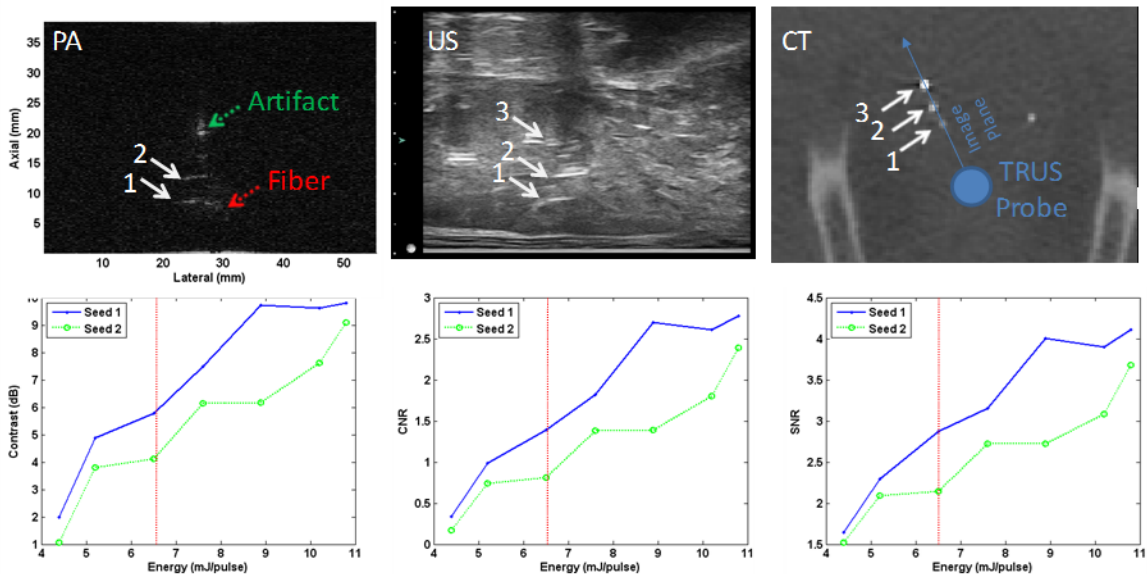 PA
Artifact
Fiber
2
1
Axial (mm)
35
30
25
20
15
10
5
10
20
30
40
50
Lateral (mm)
US
3
2
1
CT
3
2
1
Image
plane
TRUS
Probe
Seed 1
Seed 2
Contrast (dB)
10
9
8
7
6
5
4
3
2
1
4
5
6
7
8
9
10
11
Energy (mJ/pulse)
Seed 1
Seed 2
CNR
3
2.5
2
1.5
1
0.5
0
4
5
6
7
8
9
10
11
Energy (mJ/pulse)
Seed 1
Seed 2
SNR
4.5
4
3.5
3
2.5
2
1.5
4
5
6
7
8
9
10
11
Energy (mJ/pulse)